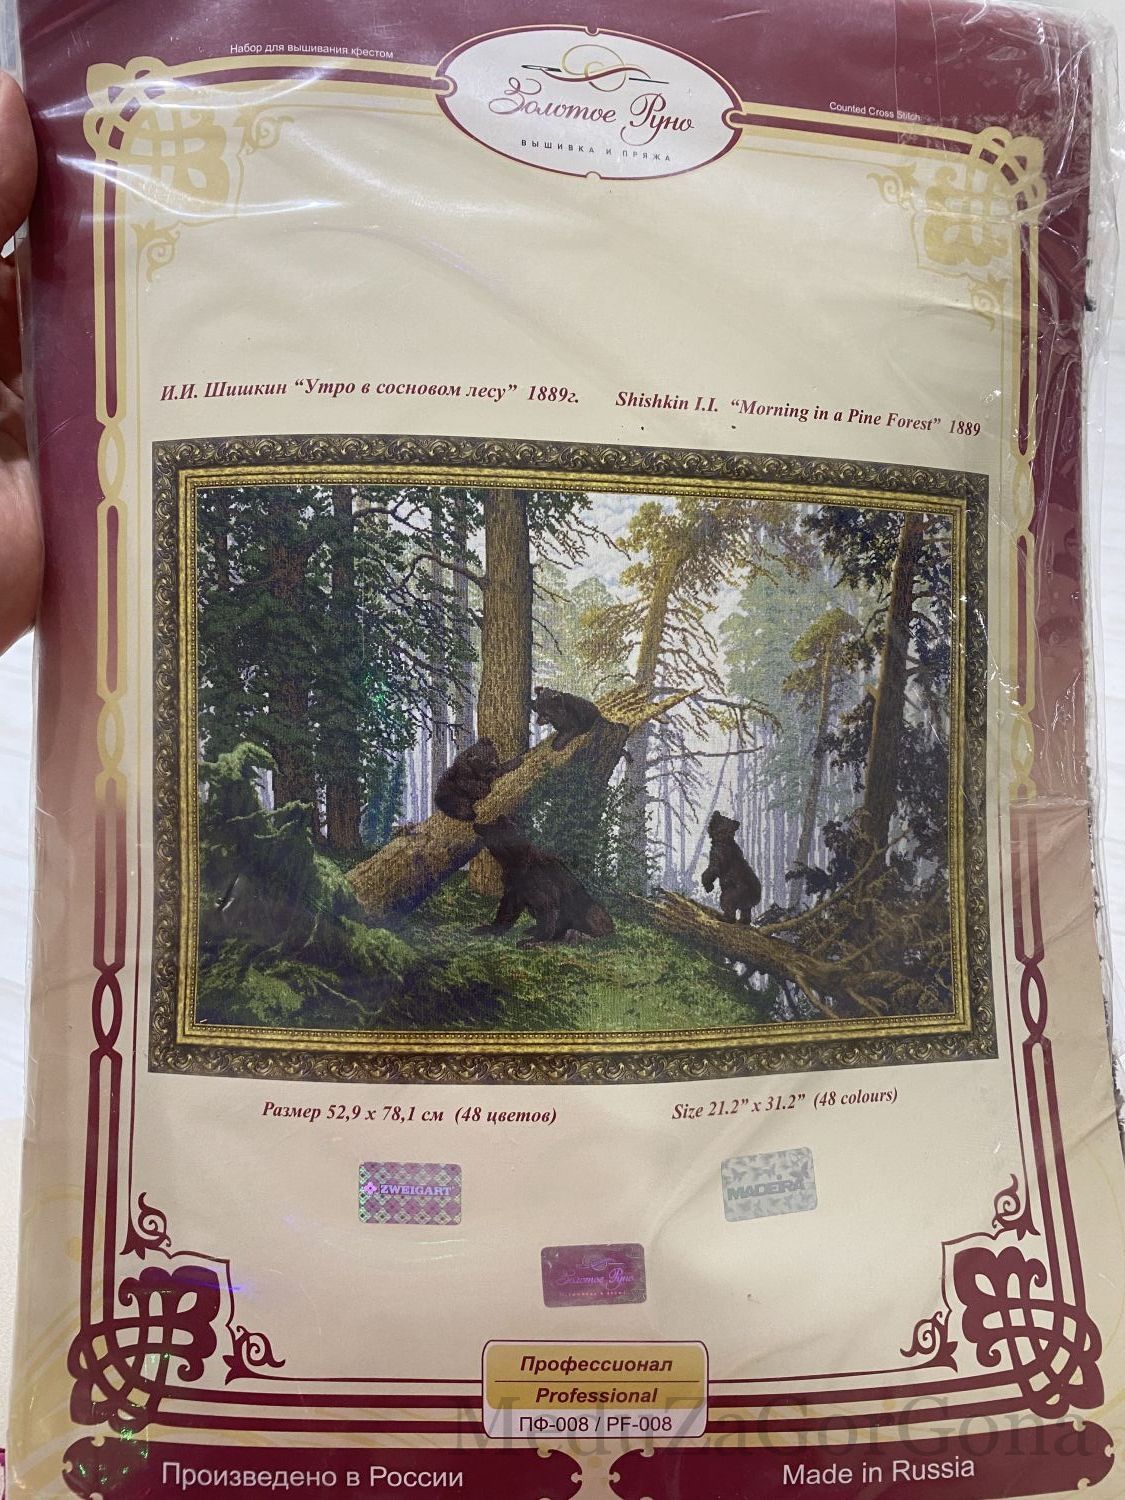 Набор для вышивания крестом
Золотое Руно
ВЫШИВКА И ПРЯЖА
Counted Cross Stitch
И.И. Шишкин “Утро в сосновом лесу” 1889г.
Shishkin I.I. “Morning in a Pine Forest” 1889
Размер 52,9 x 78,1 см (48 цветов)
Size 21.2” x 31.2” (48 colours)
ZWEIGART
MADEIRA
Золотое Руно
Профессионал
Professional
ПФ-008 / PF-008
MeduZaGorGona
Произведено в России
Made in Russia